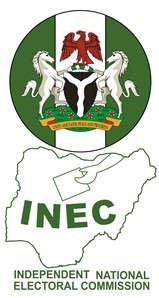 INEC
INDEPENDENT NATIONAL
ELECTORAL COMMISSION